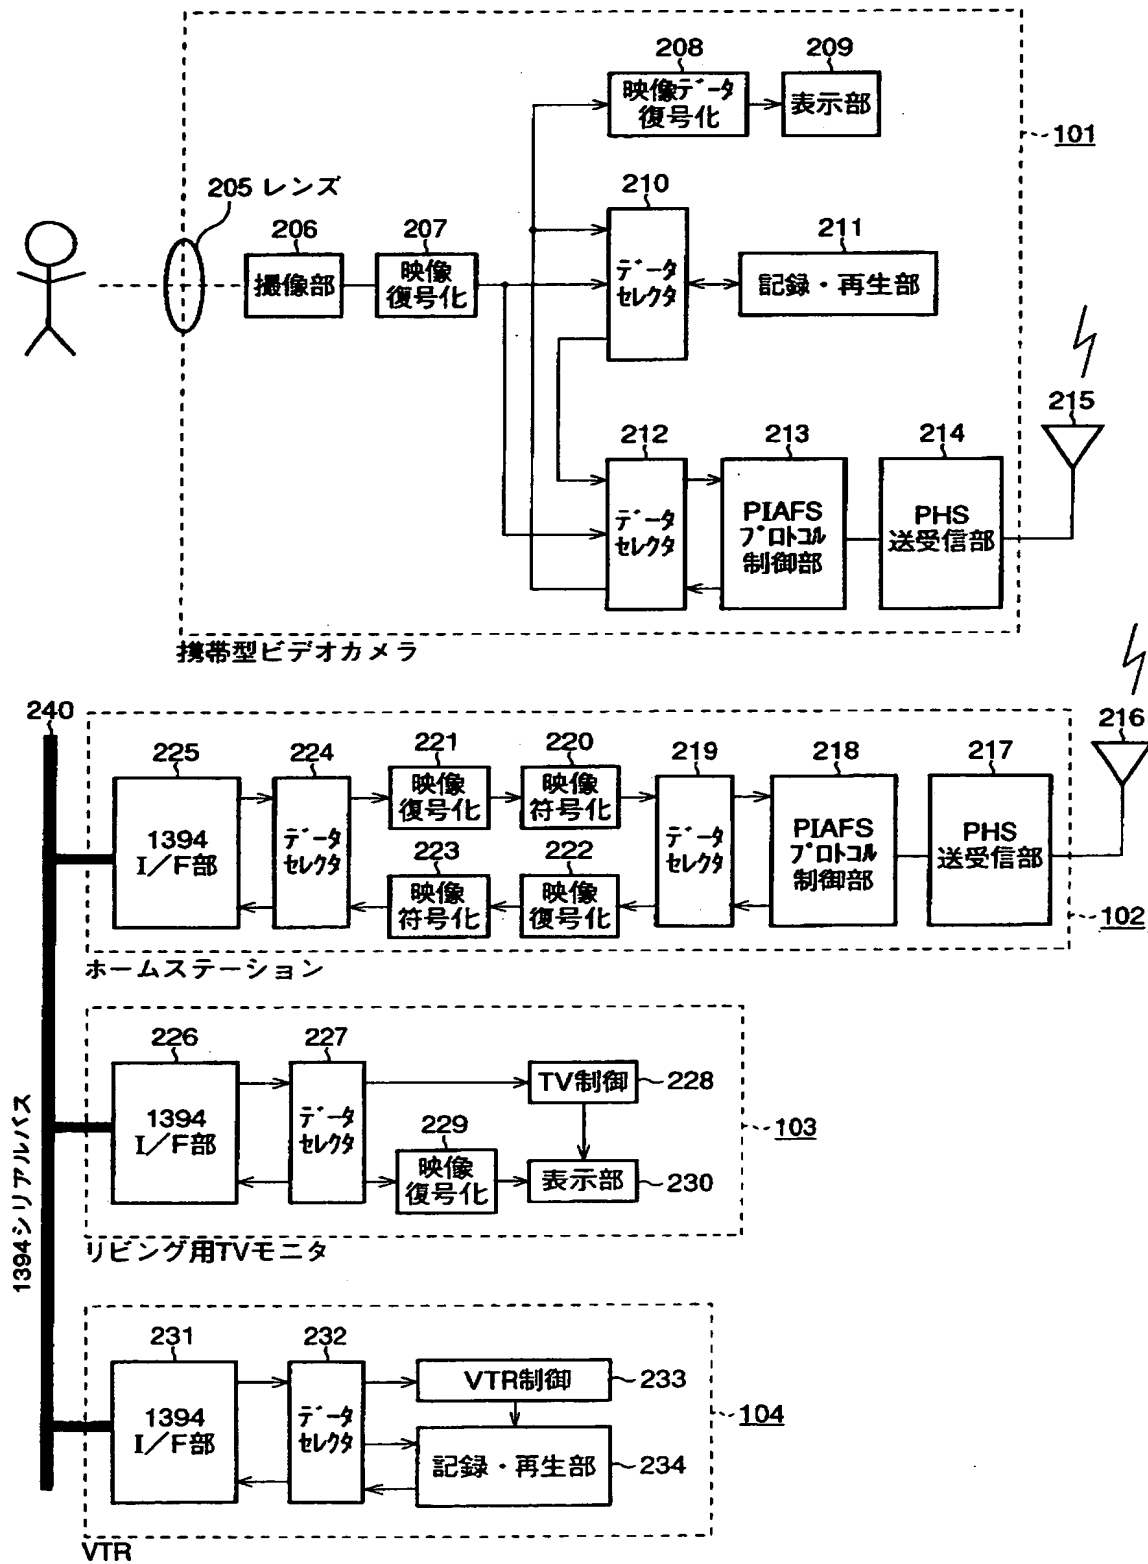 208
209
映像データ
復号化
表示部
101
205 レンズ
210
206
207
211
撮像部
映像
復号化
データ
セレクタ
記録・再生部
215
212
213
214
データ
セレクタ
PIAFS
プロトコル
制御部
PHS
送受信部
携帯型ビデオカメラ
240
216
225
224
221
220
219
218
217
映像
復号化
映像
符号化
1394
I/F部
データ
セレクタ
データ
セレクタ
PIAFS
プロトコル
制御部
PHS
送受信部
223
222
映像
符号化
映像
復号化
102
ホームステーション
226
227
TV制御
228
1394
I/F部
データ
セレクタ
229
映像
復号化
表示部
230
103
リビング用TVモニタ
1394シリアルバス
231
232
VTR制御
233
1394
I/F部
データ
セレクタ
記録・再生部
234
104
VTR